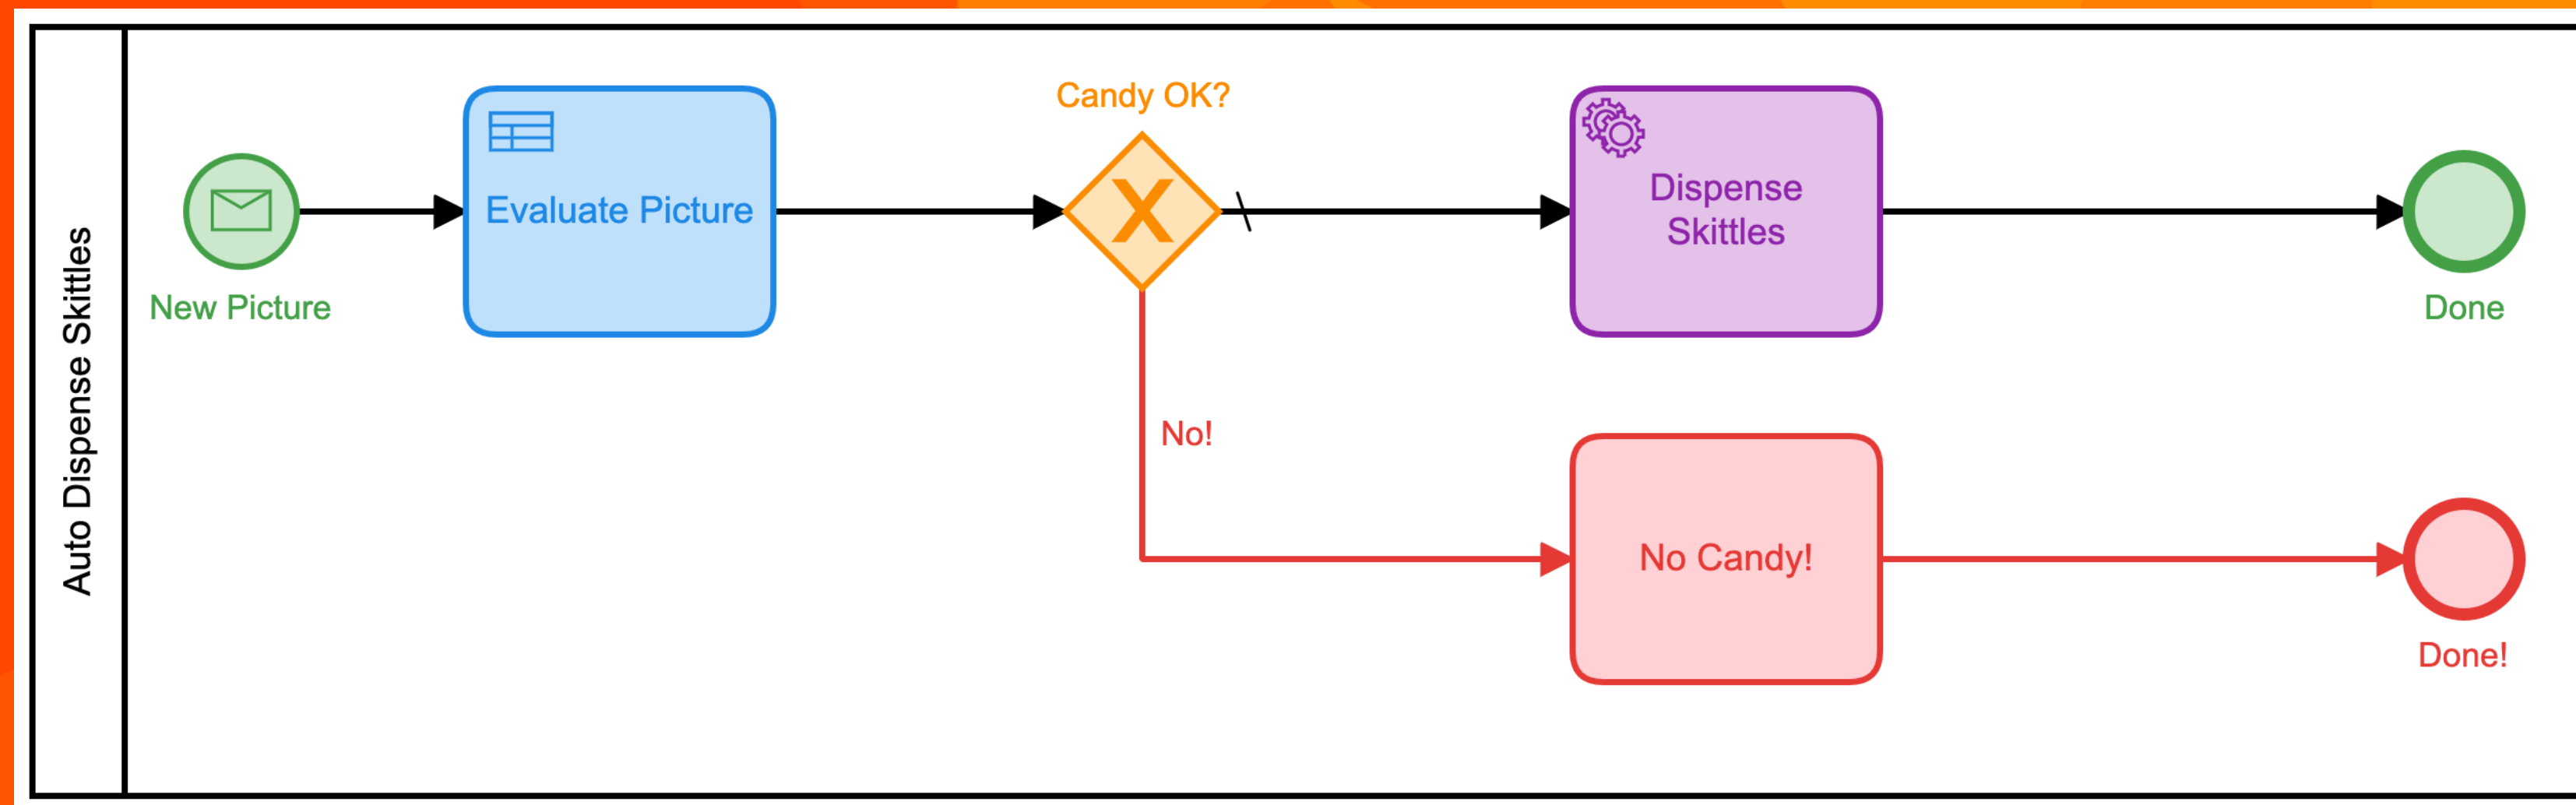 Auto Dispense Skittles
New Picture
Evaluate Picture
Candy OK?
X
No!
Dispense
Skittles
No Candy!
Done
Done!